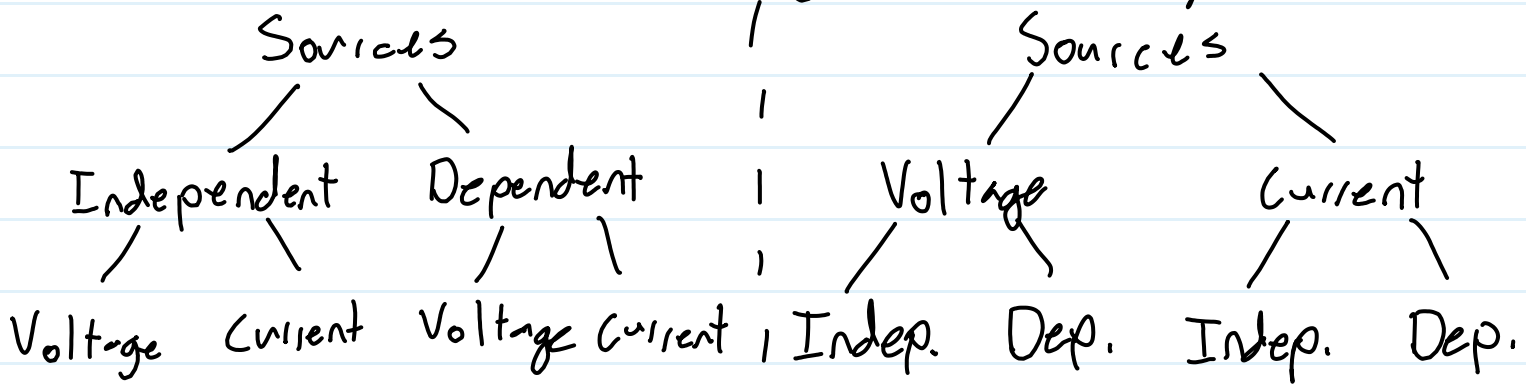 Sources Sources
Independent Dependent Voltage Current
Voltage Current Voltage Current Indep. Dep. Indep. Dep.